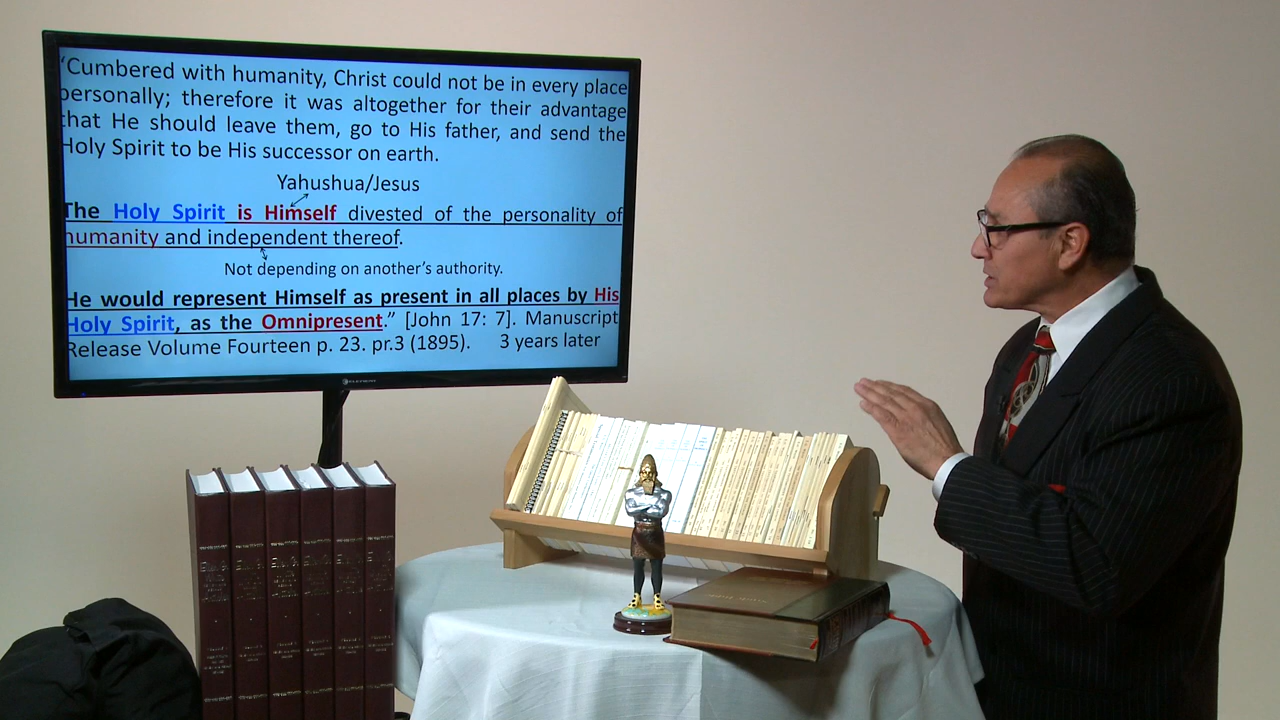 “Cumbered with humanity, Christ could not be in every place
personally; therefore it was altogether for their advantage
that He should leave them, go to His father, and send the
Holy Spirit to be His successor on earth.
Yahushua/Jesus
The Holy Spirit is Himself divested of the personality of
humanity and independent thereof.
Not depending on another’s authority.
He would represent Himself as present in all places by His
Holy Spirit, as the Omnipresent.” [John 17: 7]. Manuscript
Release Volume Fourteen p. 23. pr.3 (1895). 3 years later
ELEMENT